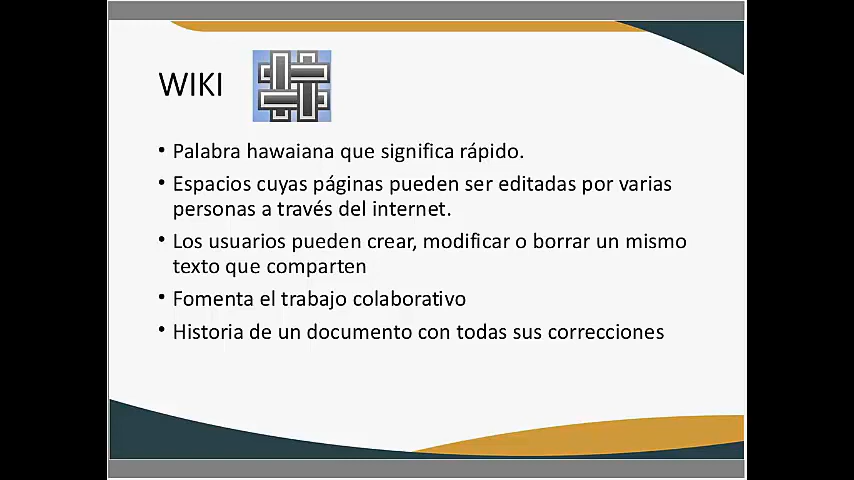 WIKI
• Palabra hawaiana que significa rápido.
• Espacios cuyas páginas pueden ser editadas por varias
personas a través del internet.
• Los usuarios pueden crear, modificar o borrar un mismo
texto que comparten
• Fomenta el trabajo colaborativo
• Historia de un documento con todas sus correcciones